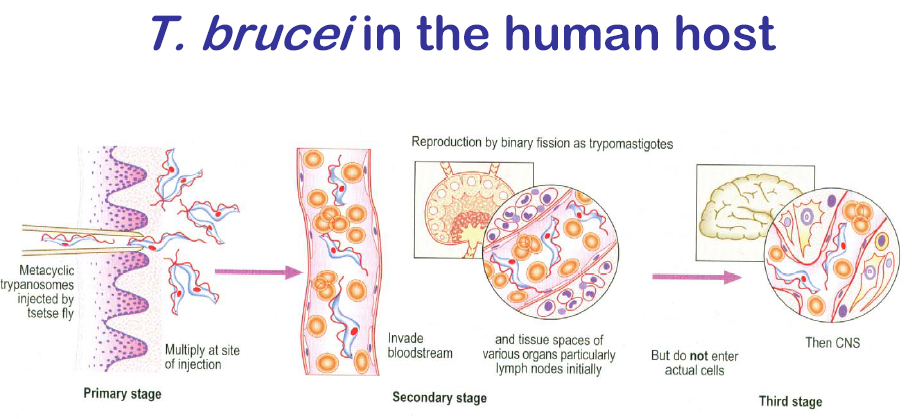 T. brucei in the human host
Reproduction by binary fission as trypomastigotes
Metacyclic
trypanosomes
injected by
tsetse fly
Multiply at site
of injection
Primary stage
Invade
bloodstream
and tissue spaces of
various organs particularly
lymph nodes initially
Secondary stage
But do not enter
actual cells
Then CNS
Third stage